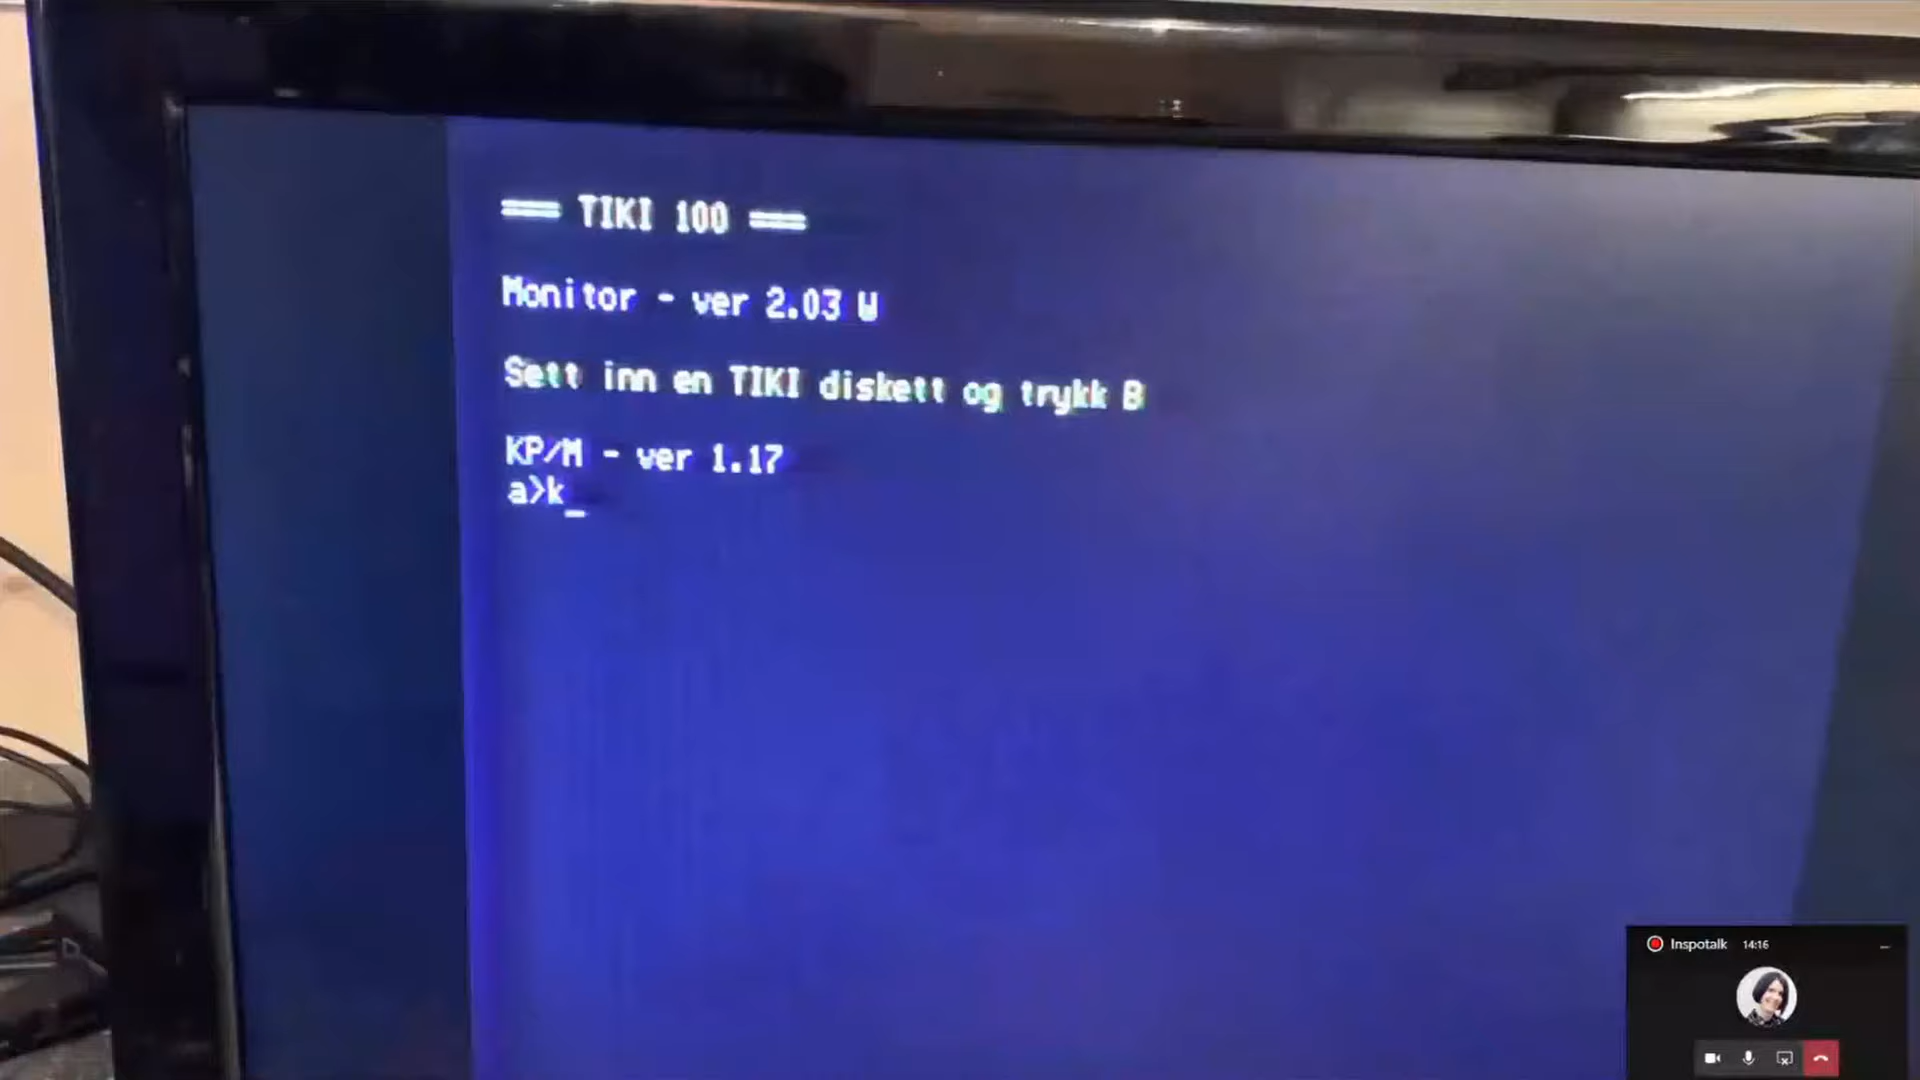 === TIKI 100 ===
Monitor - ver 2.03 W
Sett inn en TIKI diskett og trykk B
KP/M - ver 1.17
a>k_
Inspotalk 14:16